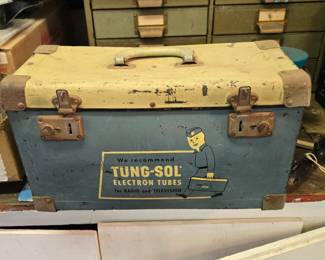 We recommend
TUNG-SOL
ELECTRON TUBES
for RADIO and TELEVISION